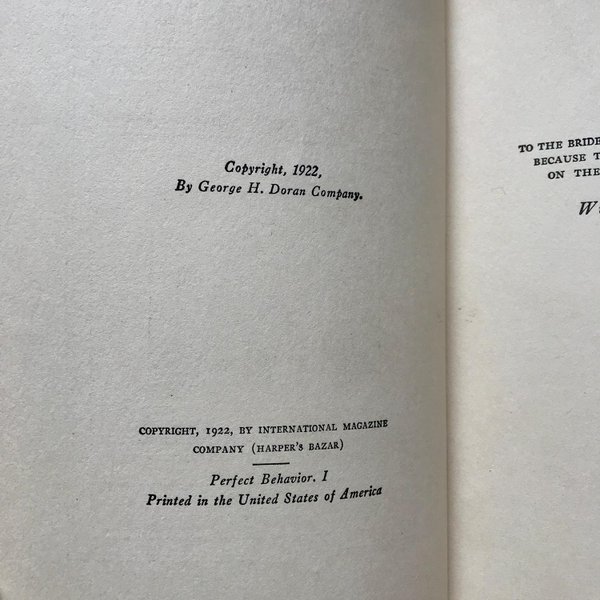 Copyright, 1922,
By George H. Doran Company.
COPYRIGHT, 1922, BY INTERNATIONAL MAGAZINE
COMPANY (HARPER'S BAZAR)
Perfect Behavior. I
Printed in the United States of America
TO THE BRIDE
BECAUSE T
ON THE
W